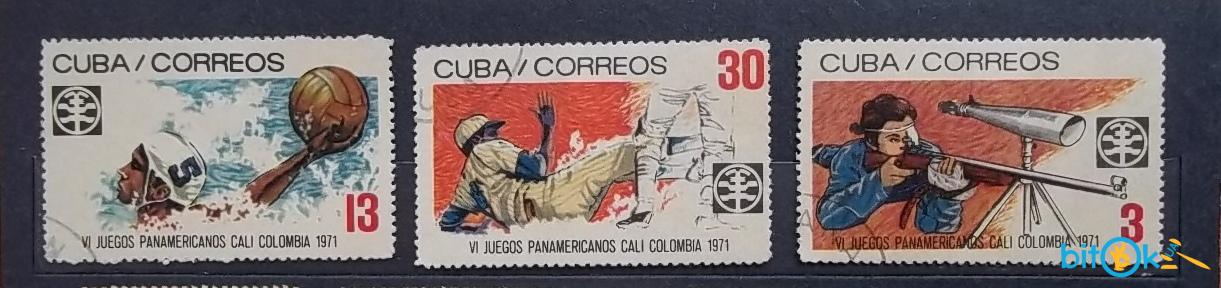 CUBA / CORREOS
5
13
VI JUEGOS PANAMERICANOS CALI COLOMBIA 1971
CUBA / CORREOS
30
VI JUEGOS PANAMERICANOS CALI COLOMBIA 1971
CUBA / CORREOS
3
VI JUEGOS PANAMERICANOS CALI COLOMBIA 1971
bitok